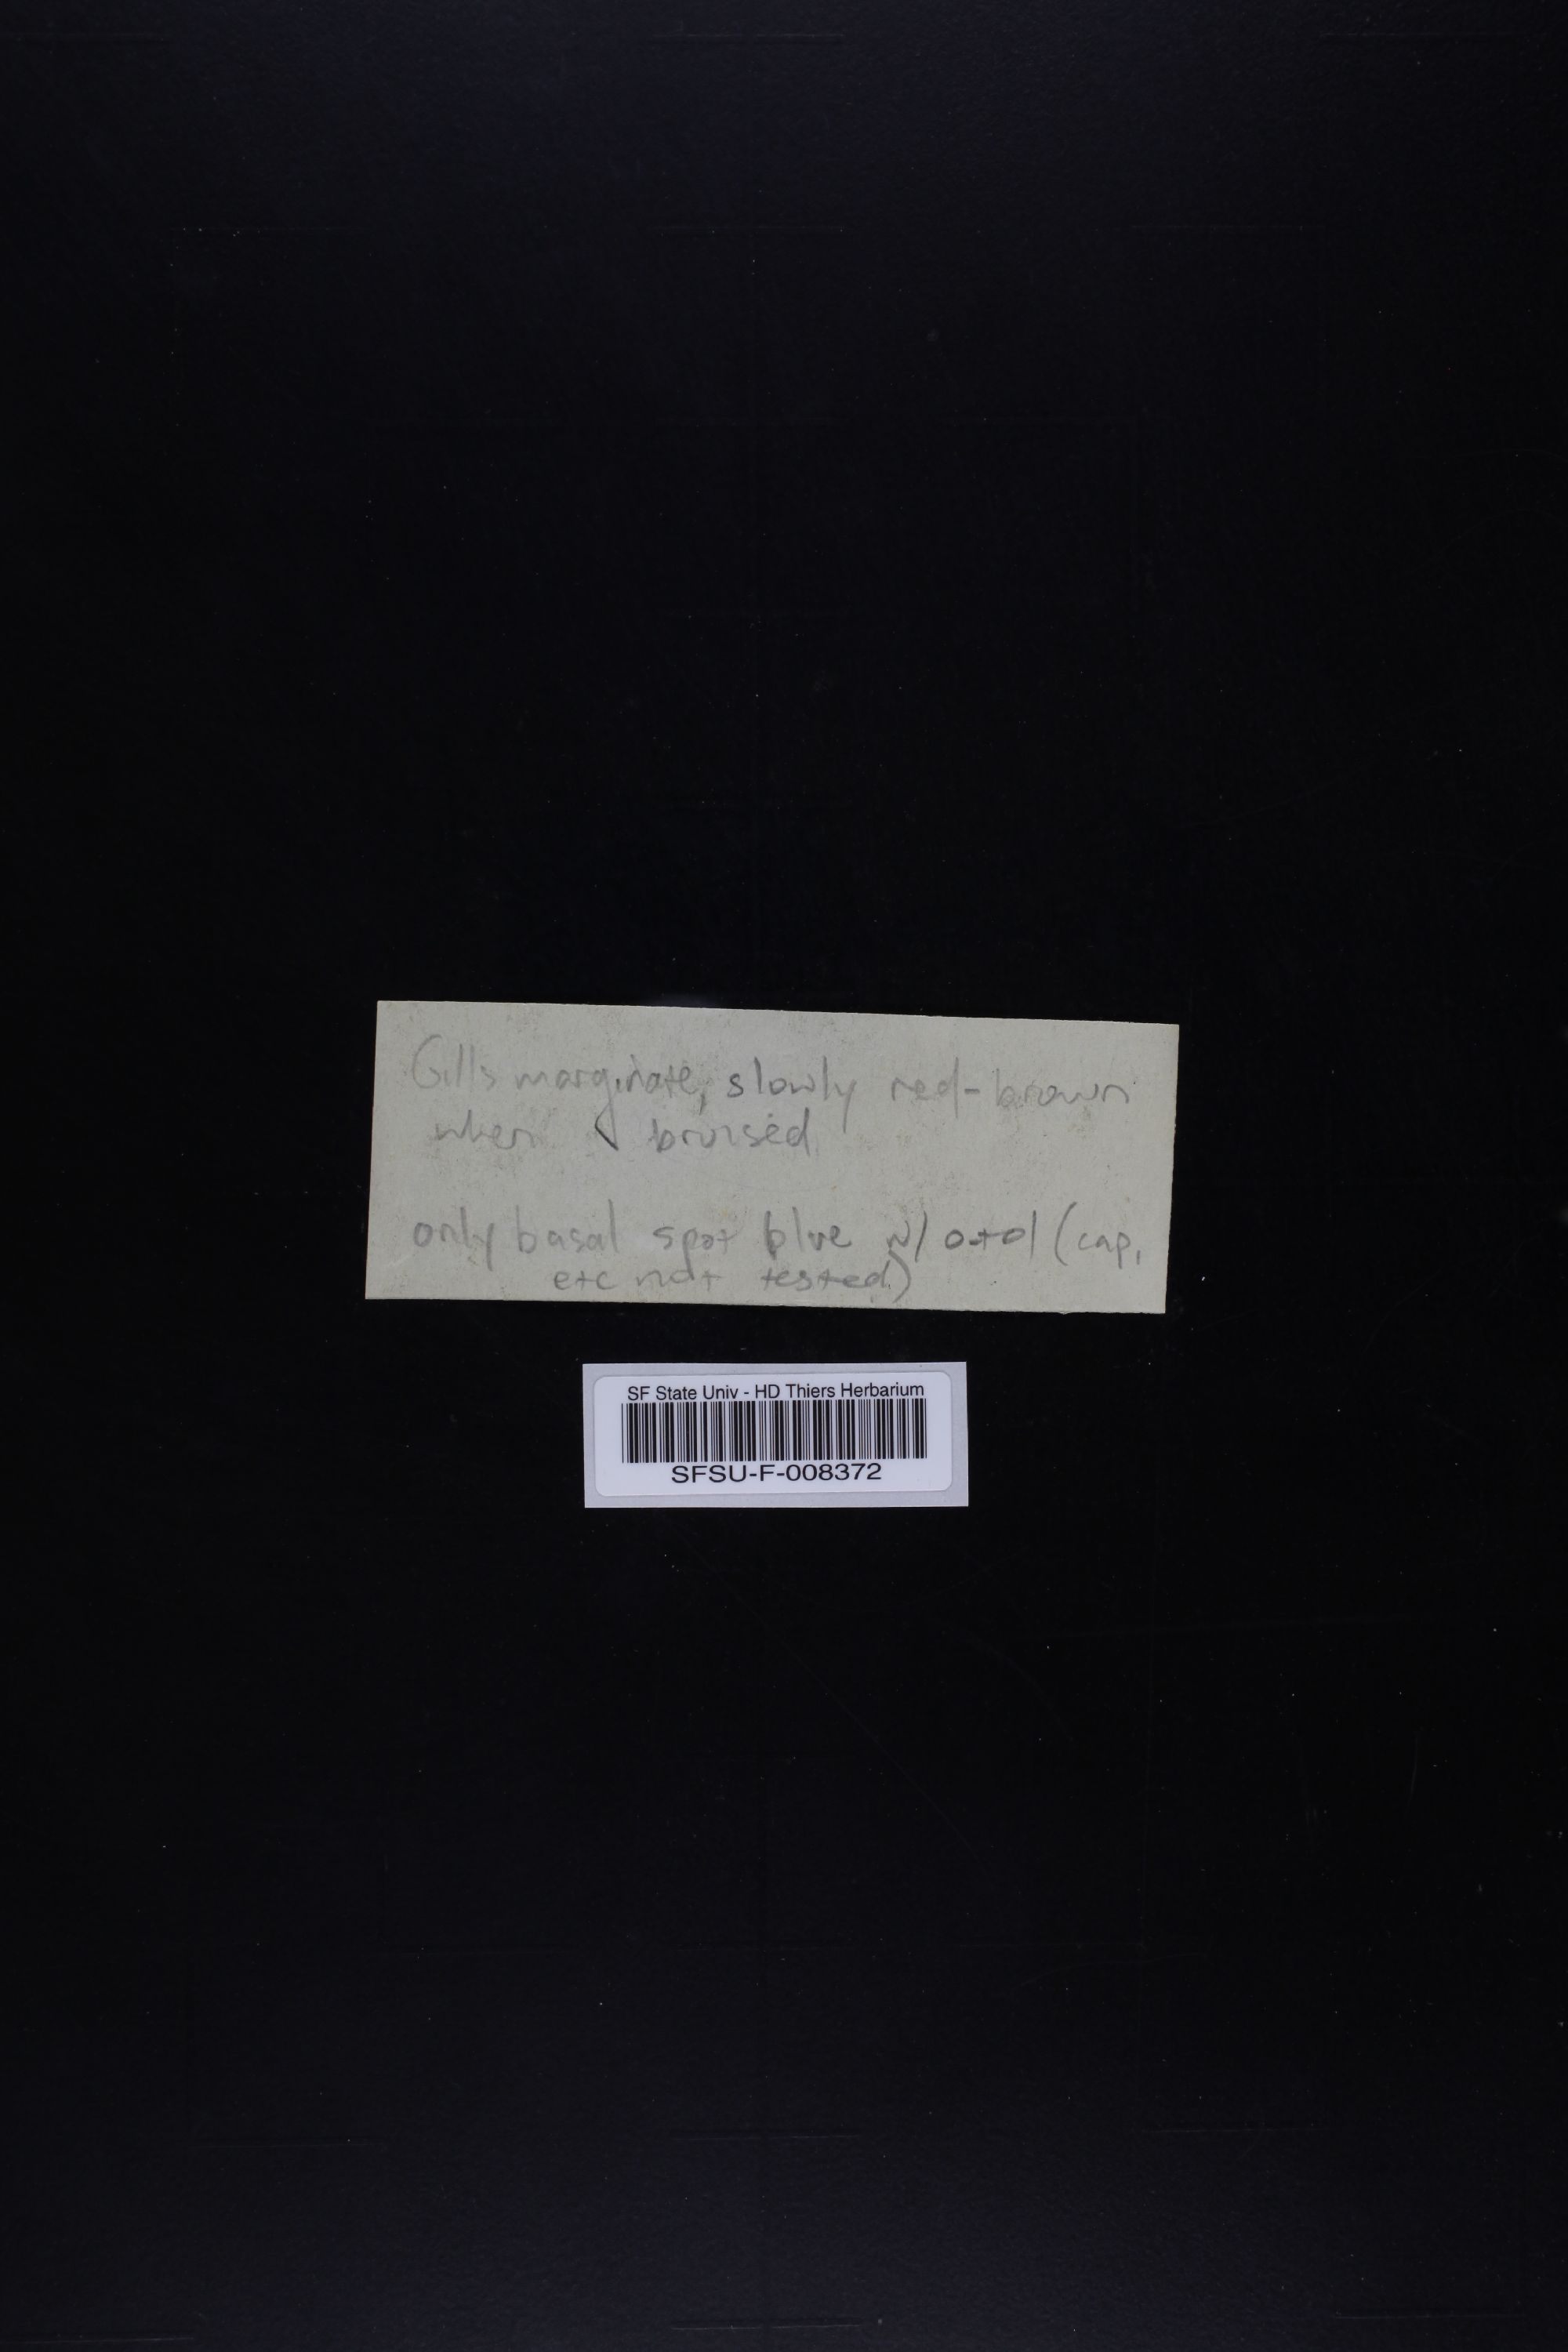 Gills marginate, slowly red-brown
when bruised
only basal spot blue w/ o+ol (cap,
etc not tested)
SF State Univ - HD Thiers Herbarium
SFSU-F-008372